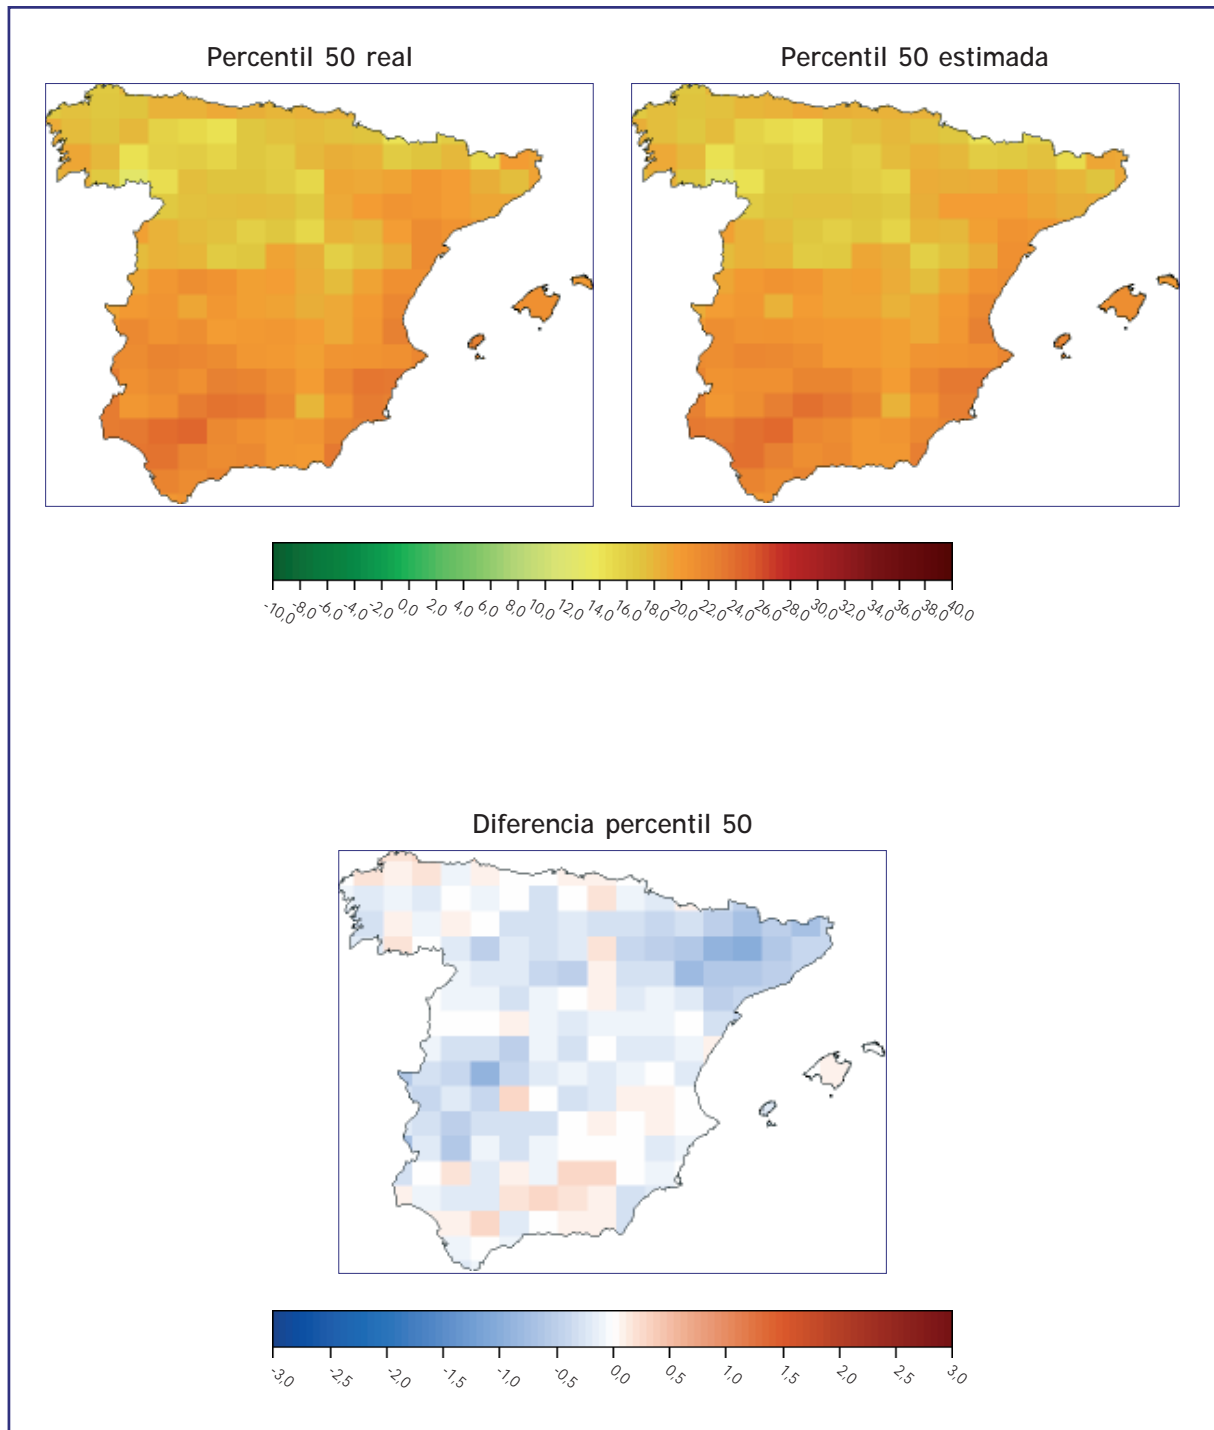 Percentil 50 real
Percentil 50 estimada
-10,0 -8,0 -6,0 -4,0 -2,0 0,0 2,0 4,0 6,0 8,0 10,0 12,0 14,0 16,0 18,0 20,0 22,0 24,0 26,0 28,0 30,0 32,0 34,0 36,0 38,0 40,0
Diferencia percentil 50
-3,0 -2,5 -2,0 -1,5 -1,0 -0,5 0,0 0,5 1,0 1,5 2,0 2,5 3,0